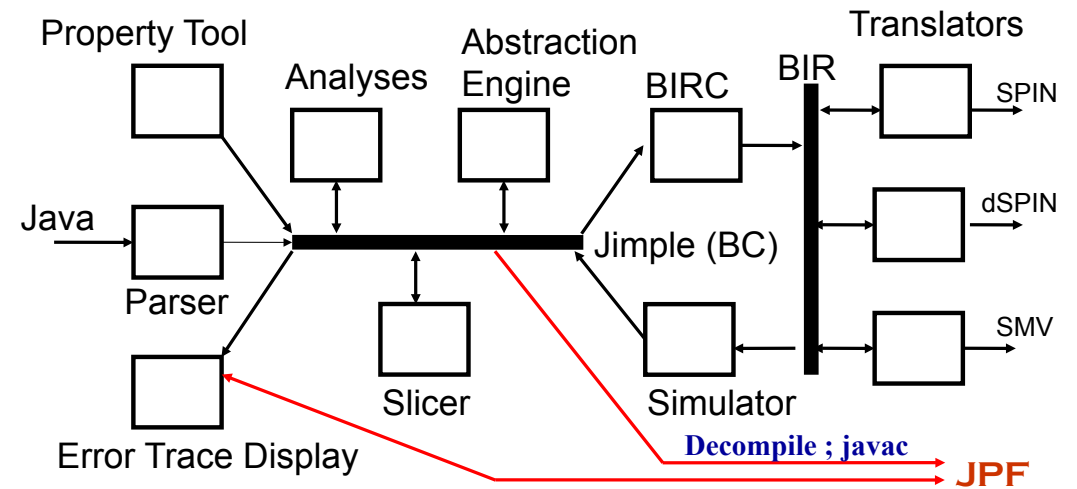 Property Tool
Analyses
Abstraction
Engine
BIRC
BIR
Translators
SPIN
Java
Parser
Jimple (BC)
dSPIN
Slicer
Simulator
SMV
Error Trace Display
Decompile ; javac
JPF